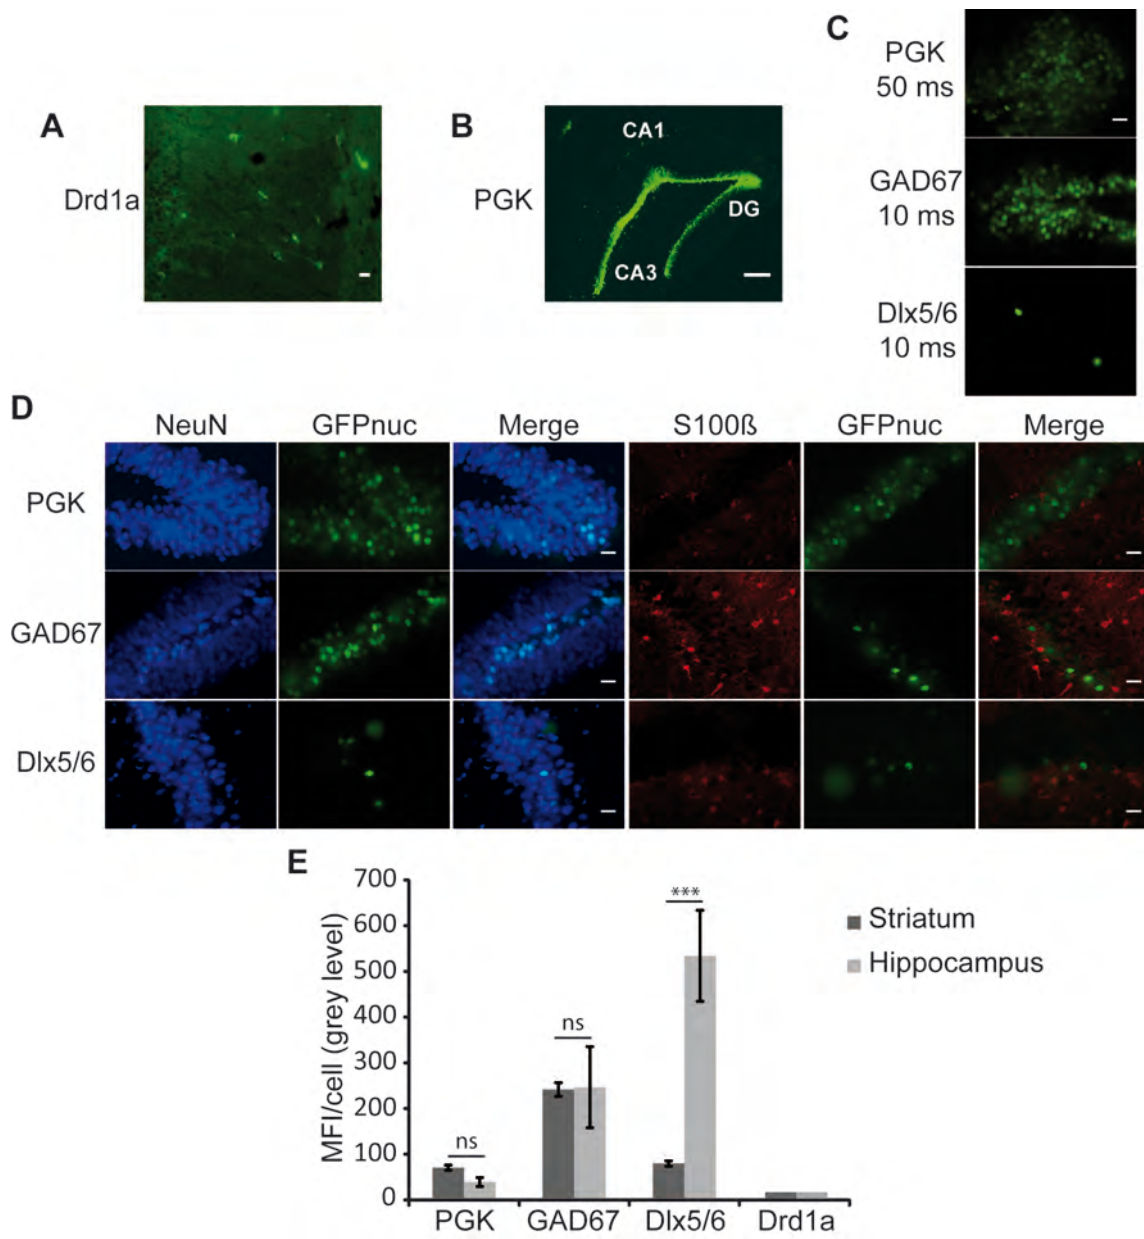 A
Drd1a
B
PGK
CA1
DG
CA3
C
PGK
50 ms
GAD67
10 ms
Dlx5/6
10 ms
D
NeuN GFPnuc Merge S100ß GFPnuc Merge
PGK
GAD67
Dlx5/6
E
MFI/cell (grey level)
700
600
500
400
300
200
100
0
ns
ns
***
PGK GAD67 Dlx5/6 Drd1a
Striatum
Hippocampus